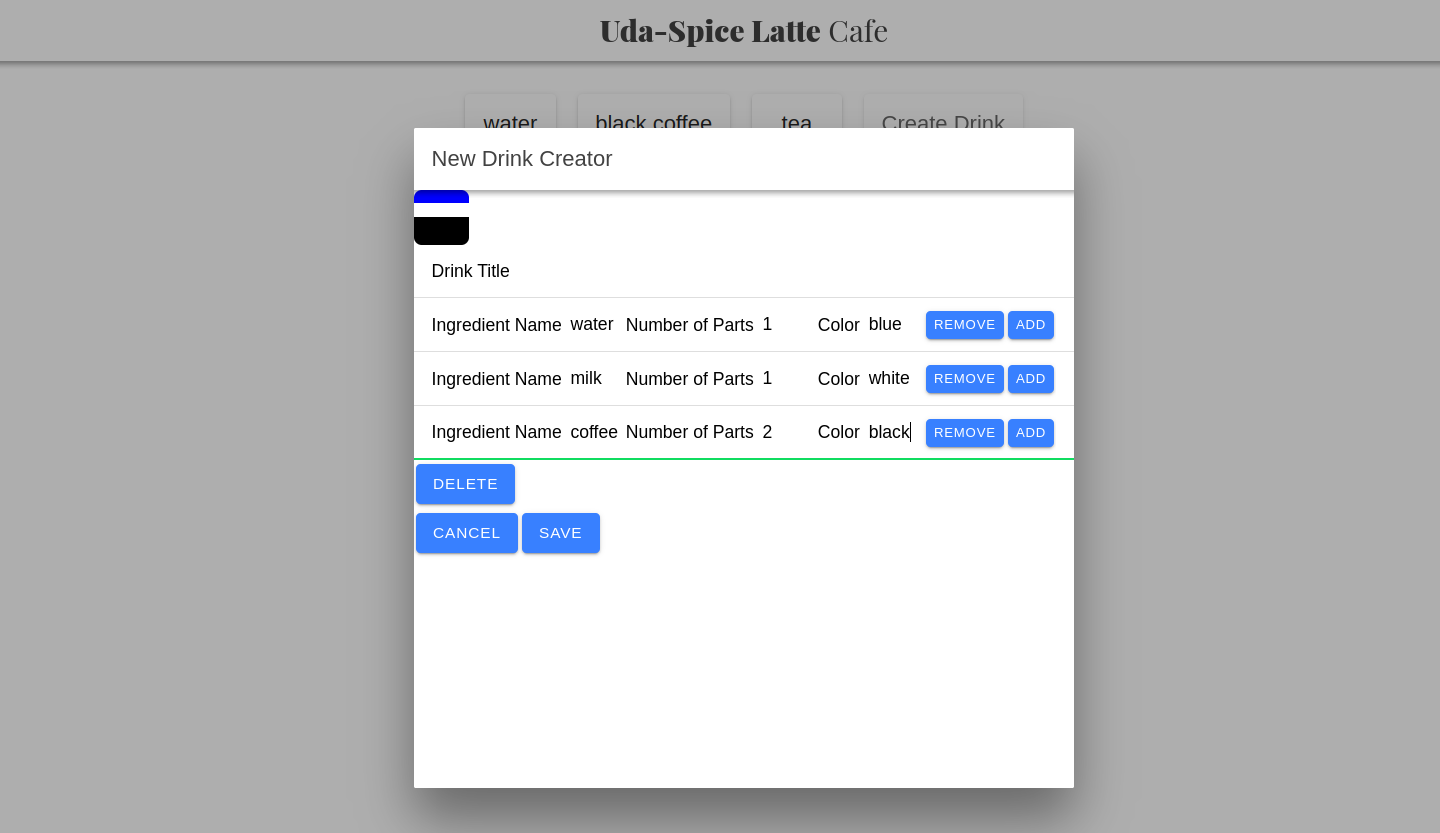 Uda-Spice Latte Cafe
water black coffee tea Create Drink
New Drink Creator
Drink Title
Ingredient Name water Number of Parts 1 Color blue REMOVE ADD
Ingredient Name milk Number of Parts 1 Color white REMOVE ADD
Ingredient Name coffee Number of Parts 2 Color black REMOVE ADD
DELETE
CANCEL SAVE